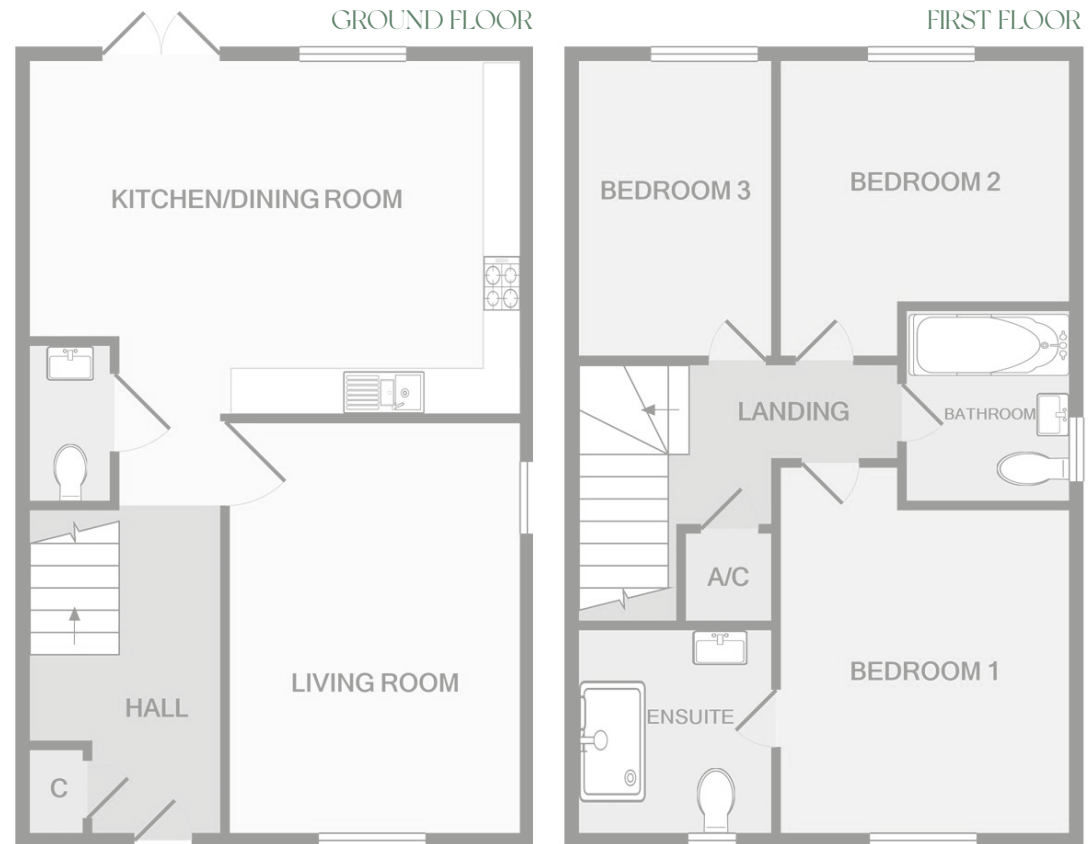 GROUND FLOOR
KITCHEN/DINING ROOM
LIVING ROOM
HALL
C
FIRST FLOOR
BEDROOM 3
BEDROOM 2
LANDING
BATHROOM
A/C
BEDROOM 1
ENSUITE